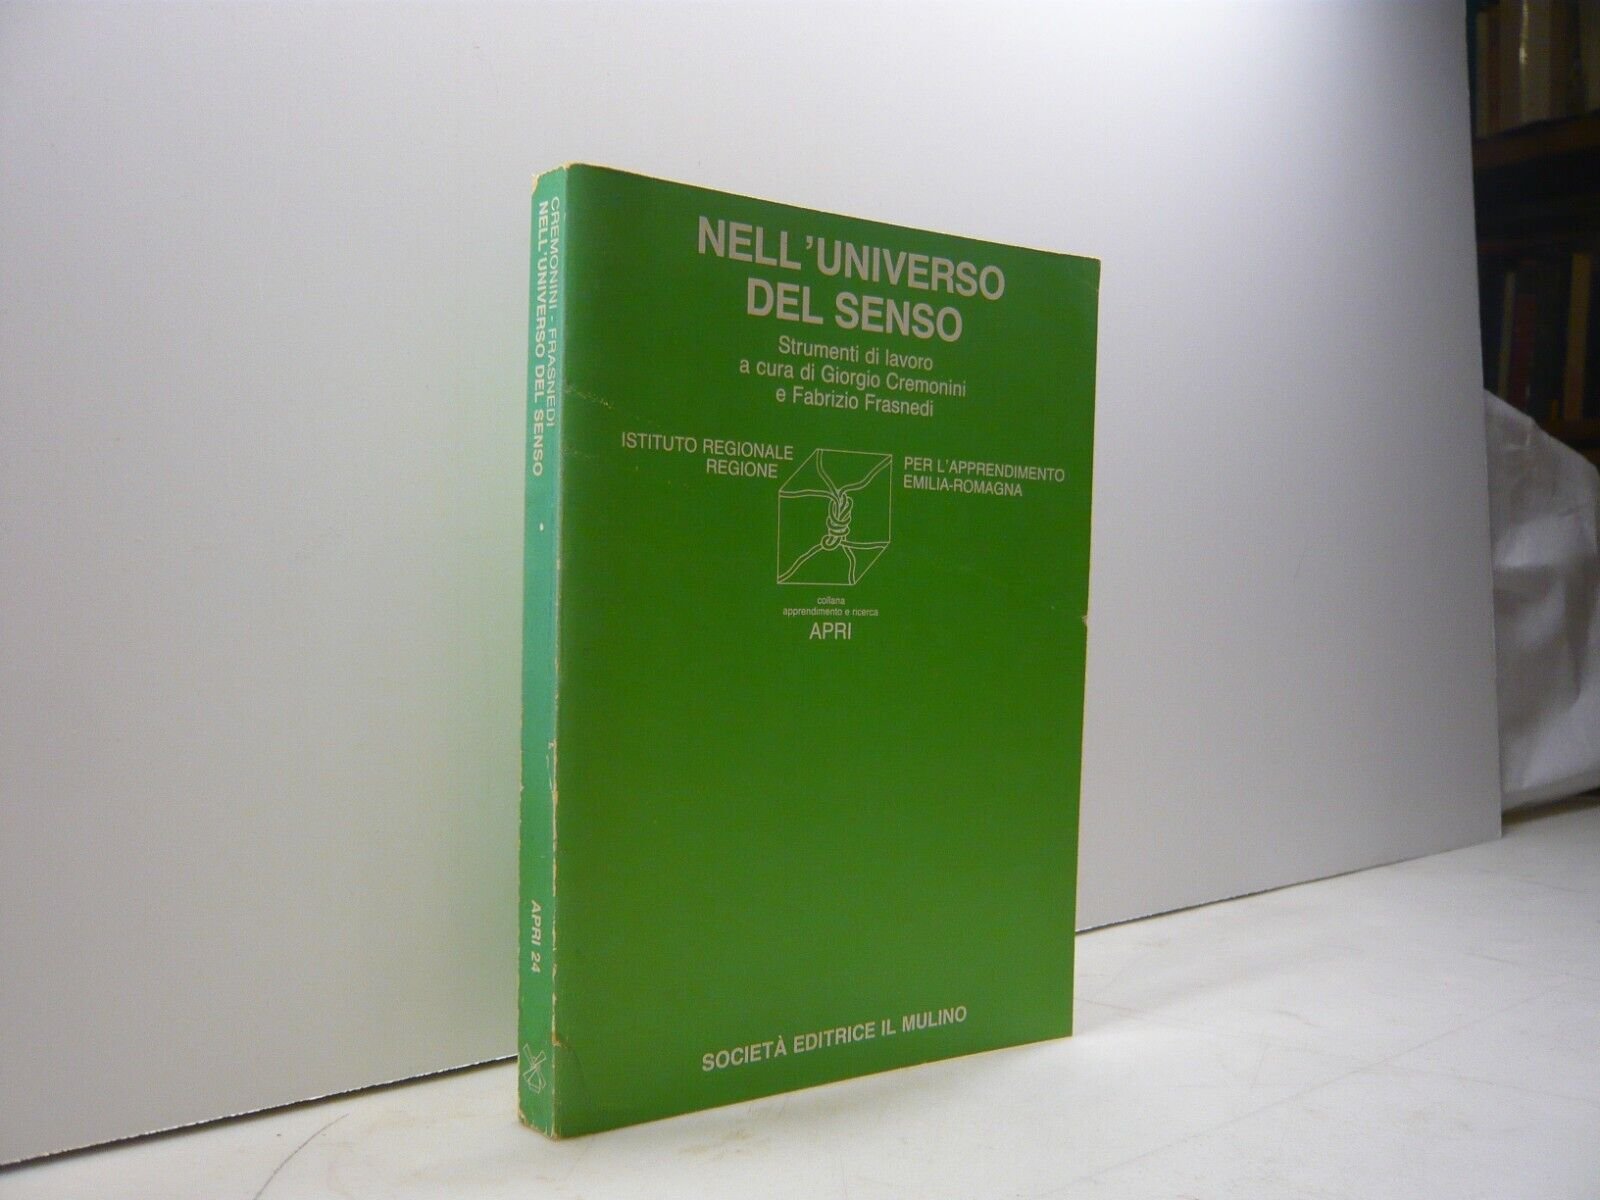 NELL'UNIVERSO
DEL SENSO
Strumenti di lavoro
a cura di Giorgio Cremonini
e Fabrizio Frasnedi
ISTITUTO REGIONALE PER L'APPRENDIMENTO
REGIONE EMILIA-ROMAGNA
collana
apprendimento e ricerca
APRI
SOCIETÀ EDITRICE IL MULINO
CREMONINI - FRASNEDI
NELL'UNIVERSO DEL SENSO
APRI 24